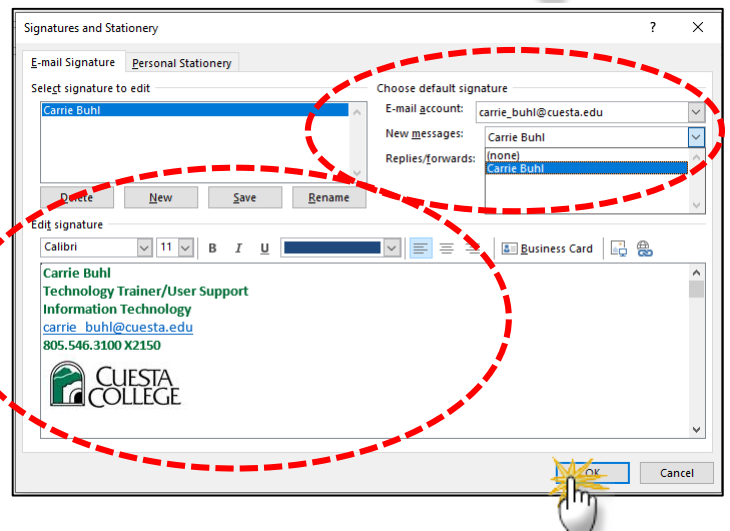 Signatures and Stationery ? X
E-mail Signature Personal Stationery
Select signature to edit
Carrie Buhl
Delete New Save Rename
Choose default signature
E-mail account: carrie_buhl@cuesta.edu
New messages: Carrie Buhl
Replies/forwards: (none)
Carrie Buhl
Edit signature
Calibri 11 B I U Business Card
Carrie Buhl
Technology Trainer/User Support
Information Technology
carrie_buhl@cuesta.edu
805.546.3100 X2150
CUESTA
COLLEGE
OK Cancel